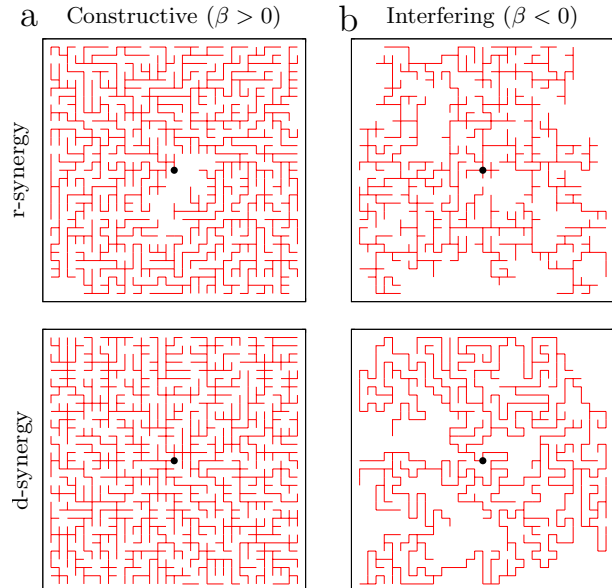 a Constructive (β > 0)
b Interfering (β < 0)
r-synergy
d-synergy